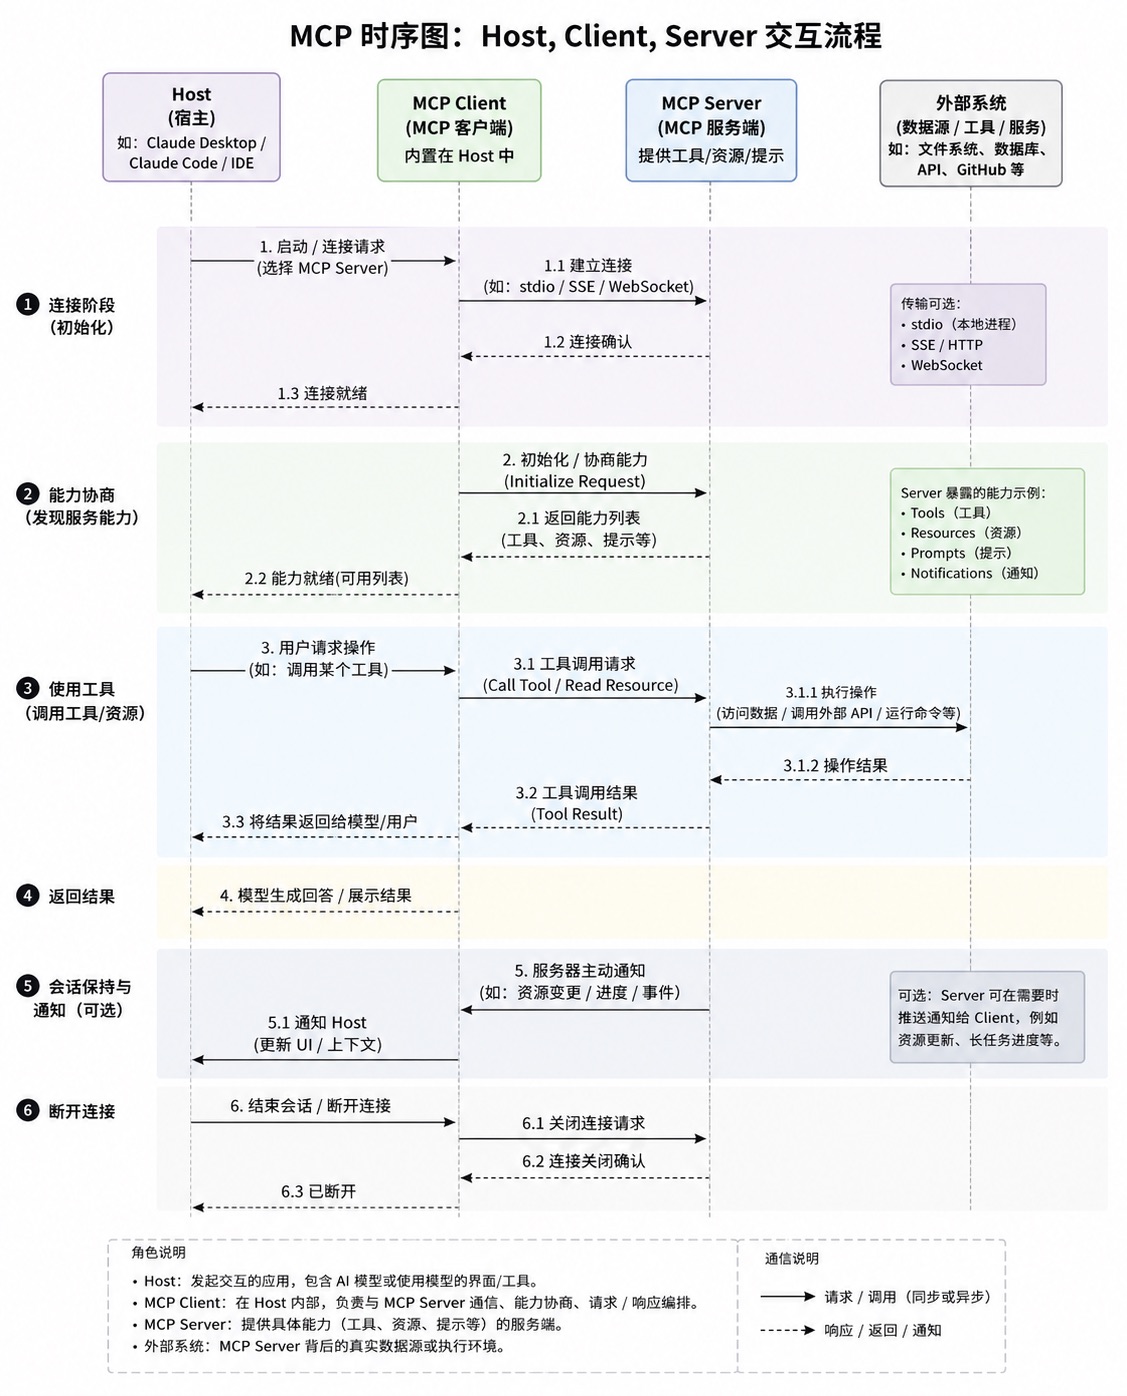 MCP 时序图：Host, Client, Server 交互流程
Host
(宿主)
如：Claude Desktop /
Claude Code / IDE
MCP Client
(MCP 客户端)
内置在 Host 中
MCP Server
(MCP 服务端)
提供工具/资源/提示
外部系统
(数据源 / 工具 / 服务)
如：文件系统、数据库、
API、GitHub 等
1 连接阶段
（初始化）
1. 启动 / 连接请求
(选择 MCP Server)
1.1 建立连接
(如：stdio / SSE / WebSocket)
1.2 连接确认
1.3 连接就绪
传输可选：
• stdio（本地进程）
• SSE / HTTP
• WebSocket
2 能力协商
（发现服务能力）
2. 初始化 / 协商能力
(Initialize Request)
2.1 返回能力列表
(工具、资源、提示等)
2.2 能力就绪(可用列表)
Server 暴露的能力示例：
• Tools（工具）
• Resources（资源）
• Prompts（提示）
• Notifications（通知）
3 使用工具
（调用工具/资源）
3. 用户请求操作
(如：调用某个工具)
3.1 工具调用请求
(Call Tool / Read Resource)
3.1.1 执行操作
(访问数据 / 调用外部 API / 运行命令等)
3.1.2 操作结果
3.2 工具调用结果
(Tool Result)
3.3 将结果返回给模型/用户
4 返回结果
4. 模型生成回答 / 展示结果
5 会话保持与
通知（可选）
5. 服务器主动通知
(如：资源变更 / 进度 / 事件)
5.1 通知 Host
(更新 UI / 上下文)
可选：Server 可在需要时
推送通知给 Client，例如
资源更新、长任务进度等。
6 断开连接
6. 结束会话 / 断开连接
6.1 关闭连接请求
6.2 连接关闭确认
6.3 已断开
角色说明
• Host：发起交互的应用，包含 AI 模型或使用模型的界面/工具。
• MCP Client：在 Host 内部，负责与 MCP Server 通信、能力协商、请求 / 响应编排。
• MCP Server：提供具体能力（工具、资源、提示等）的服务端。
• 外部系统：MCP Server 背后的真实数据源或执行环境。
通信说明
请求 / 调用（同步或异步）
响应 / 返回 / 通知